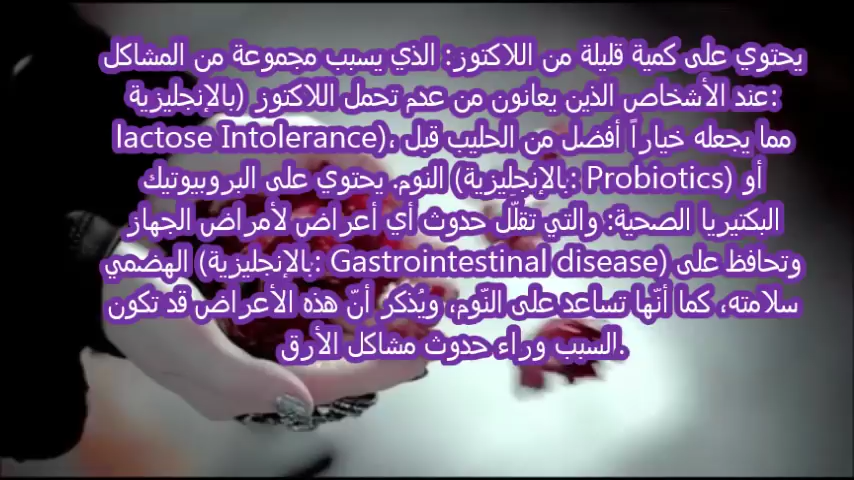 يحتوي على كمية قليلة من اللاكتوز: الذي يسبب مجموعة من المشاكل
عند الأشخاص الذين يعانون من عدم تحمل اللاكتوز (بالإنجليزية:
lactose Intolerance)، مما يجعله خياراً أفضل من الحليب قبل
النوم. يحتوي على البروبيوتيك (بالإنجليزية: Probiotics) أو
البكتيريا الصحية: والتي تقلّل حدوث أي أعراض لأمراض الجهاز
الهضمي (بالإنجليزية: Gastrointestinal disease) وتحافظ على
سلامته، كما أنّها تساعد على النّوم، ويُذكر أنّ هذه الأعراض قد تكون
السبب وراء حدوث مشاكل الأرق.